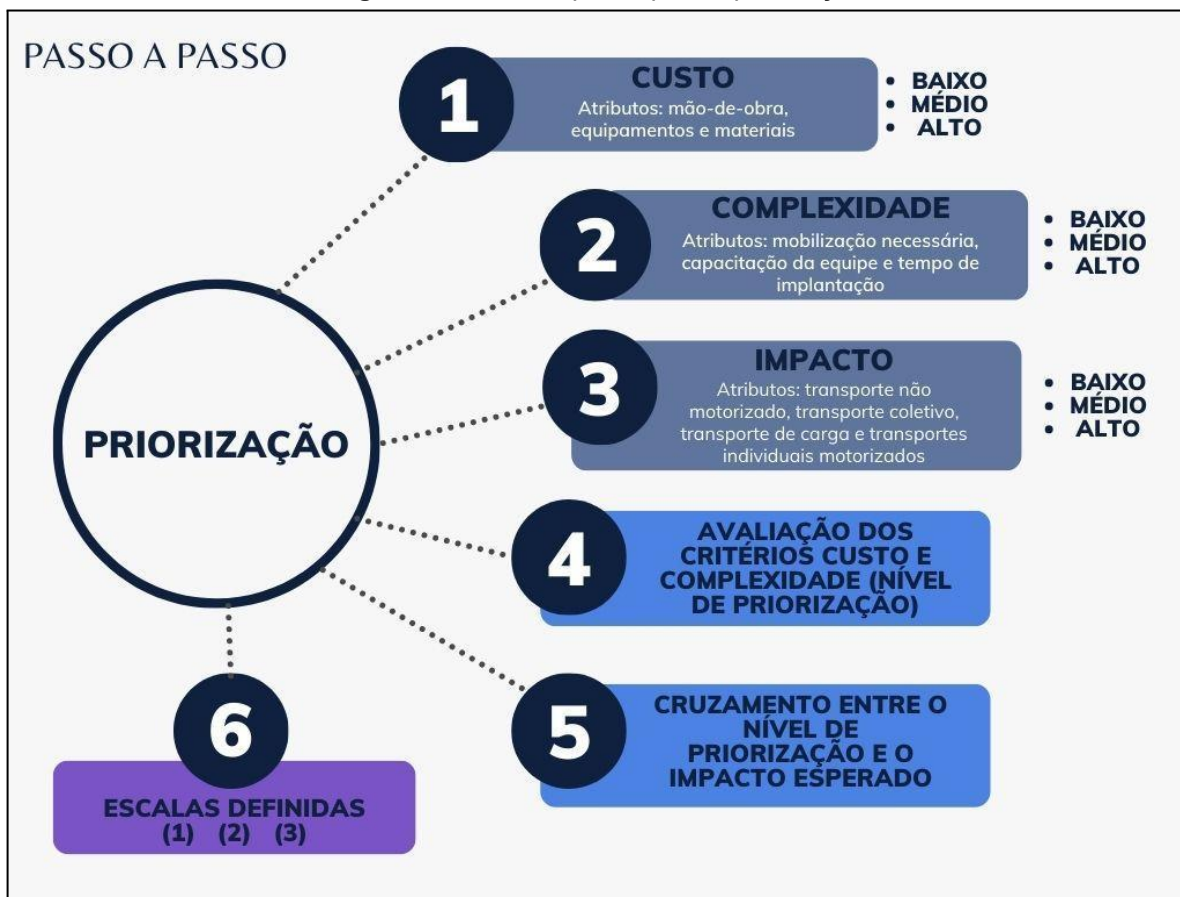 PASSO A PASSO
1
CUSTO
Atributos: mão-de-obra,
equipamentos e materiais
• BAIXO
• MÉDIO
• ALTO
2
COMPLEXIDADE
Atributos: mobilização necessária,
capacitação da equipe e tempo de
implantação
• BAIXO
• MÉDIO
• ALTO
3
IMPACTO
Atributos: transporte não
motorizado, transporte coletivo,
transporte de carga e transportes
individuais motorizados
• BAIXO
• MÉDIO
• ALTO
PRIORIZAÇÃO
4
AVALIAÇÃO DOS
CRITÉRIOS CUSTO E
COMPLEXIDADE (NÍVEL
DE PRIORIZAÇÃO)
5
CRUZAMENTO ENTRE O
NÍVEL DE
PRIORIZAÇÃO E O
IMPACTO ESPERADO
6
ESCALAS DEFINIDAS
(1) (2) (3)